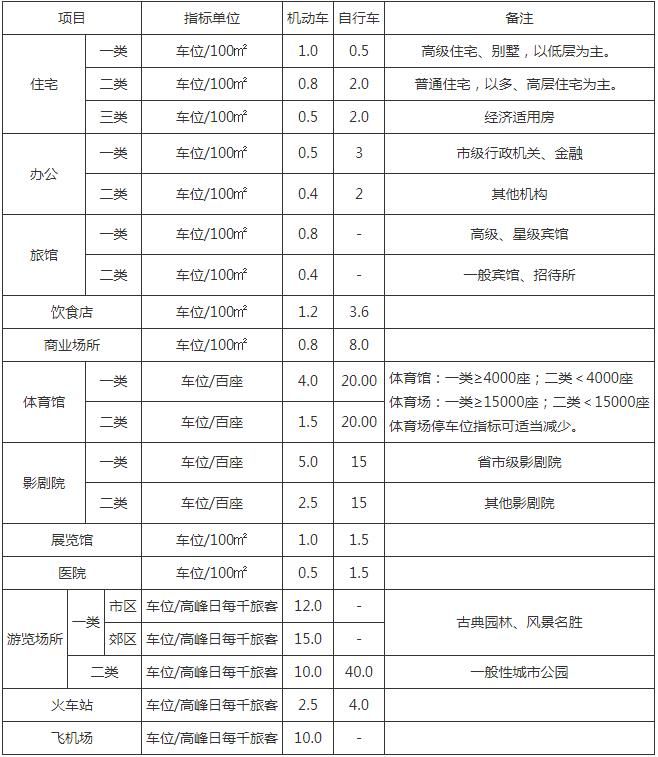 项目 指标单位 机动车 自行车 备注
住宅 一类 车位/100㎡ 1.0 0.5 高级住宅、别墅，以低层为主。
二类 车位/100㎡ 0.8 2.0 普通住宅，以多、高层住宅为主。
三类 车位/100㎡ 0.5 2.0 经济适用房
办公 一类 车位/100㎡ 0.5 3 市级行政机关、金融
二类 车位/100㎡ 0.4 2 其他机构
旅馆 一类 车位/100㎡ 0.8 - 高级、星级宾馆
二类 车位/100㎡ 0.4 - 一般宾馆、招待所
饮食店 车位/100㎡ 1.2 3.6
商业场所 车位/100㎡ 0.8 8.0
体育馆 一类 车位/百座 4.0 20.00 体育馆：一类≥4000座；二类＜4000座
体育场：一类≥15000座；二类＜15000座
二类 车位/百座 1.5 20.00 体育场停车位指标可适当减少。
影剧院 一类 车位/百座 5.0 15 省市级影剧院
二类 车位/百座 2.5 15 其他影剧院
展览馆 车位/100㎡ 1.0 1.5
医院 车位/100㎡ 0.5 1.5
游览场所 一类 市区 车位/高峰日每千旅客 12.0 - 古典园林、风景名胜
郊区 车位/高峰日每千旅客 15.0 -
二类 车位/高峰日每千旅客 10.0 40.0 一般性城市公园
火车站 车位/高峰日每千旅客 2.5 4.0
飞机场 车位/高峰日每千旅客 10.0 -